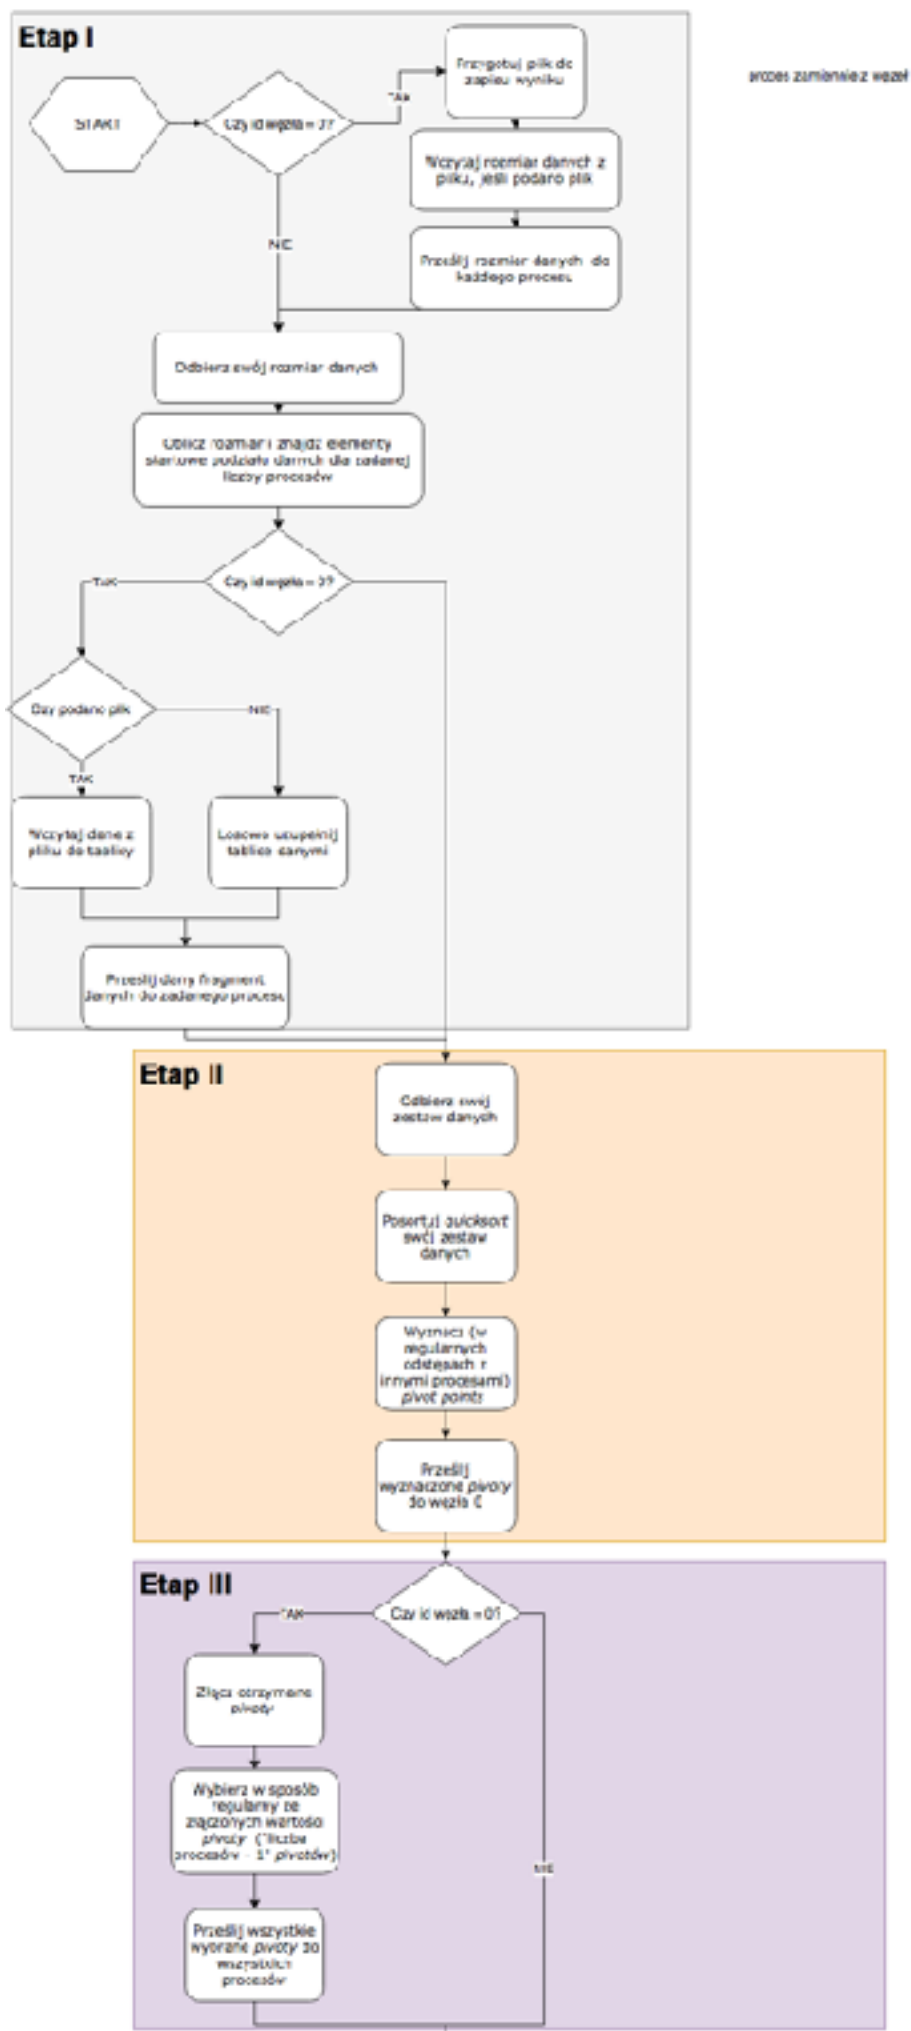 Etap I
START
Czy id węzła = 0?
TAK
Przygotuj plik do
zapisu wyniku
proces zamiennie z węzeł
Wczytaj rozmiar danych z
pliku, jeśli podano plik
NIE
Prześlij rozmiar danych do
każdego procesu
Odbierz swój rozmiar danych
Oblicz rozmiar i znajdź elementy
startowe podziału danych dla zadanej
liczby procesów
TAK
Czy id węzła = 0?
Czy podano plik
NIE
TAK
Wczytaj dane z
pliku do tablicy
Losowo uzupełnij
tablicę danymi
Prześlij dany fragment
danych do zadanego procesu
Etap II
Odbierz swój
zestaw danych
Posortuj quicksort
swój zestaw
danych
Wyznacz (w
regularnych
odstępach z
innymi procesami)
pivot points
Prześlij
wyznaczone pivoty
do węzła 0
Etap III
TAK
Czy id węzła = 0?
Złącz otrzymane
pivoty
Wybierz w sposób
regularny ze
złączonych wartości
pivoty ("liczba
procesów - 1" pivotów)
NIE
Prześlij wszystkie
wybrane pivoty do
wszystkich
procesów